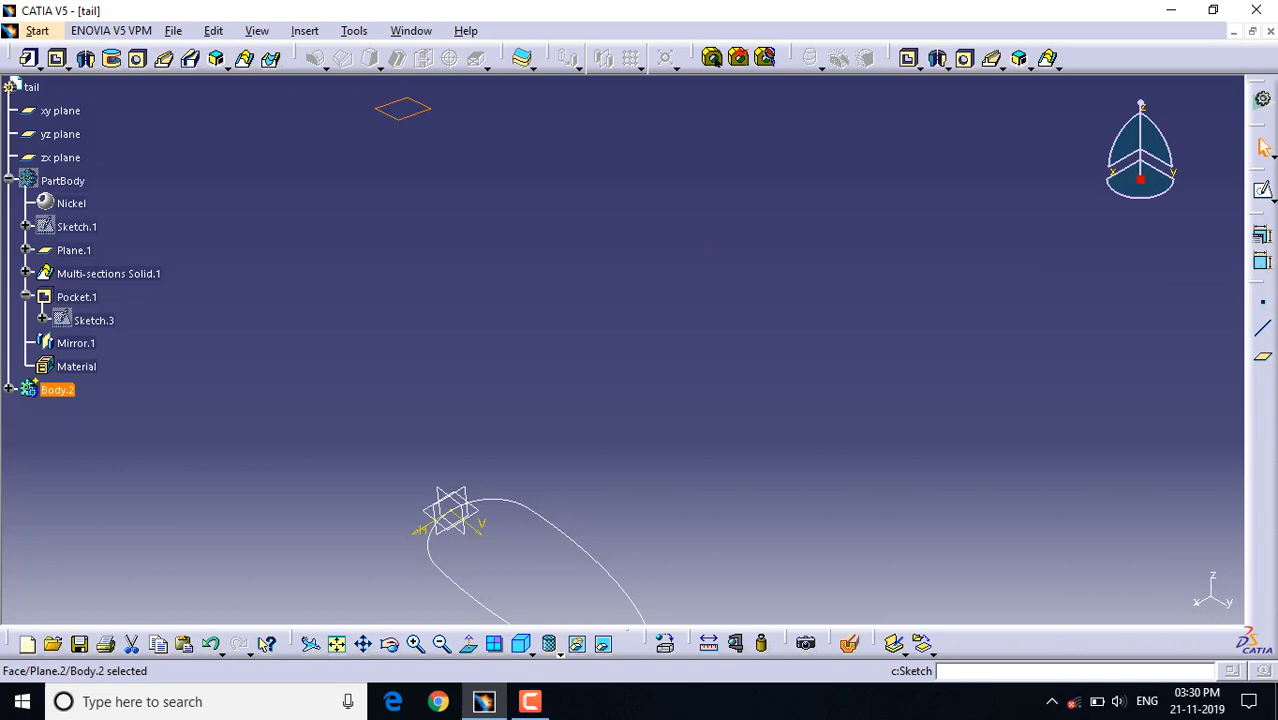 CATIA V5 - [tail]
Start ENOVIA V5 VPM File Edit View Insert Tools Window Help
tail
xy plane
yz plane
zx plane
PartBody
Nickel
Sketch.1
Plane.1
Multi-sections Solid.1
Pocket.1
Sketch.3
Mirror.1
Material
Body.2
z
x y
H V
z
x y
CATIA
Face/Plane.2/Body.2 selected
c:Sketch
Type here to search
ENG
03:30 PM
21-11-2019